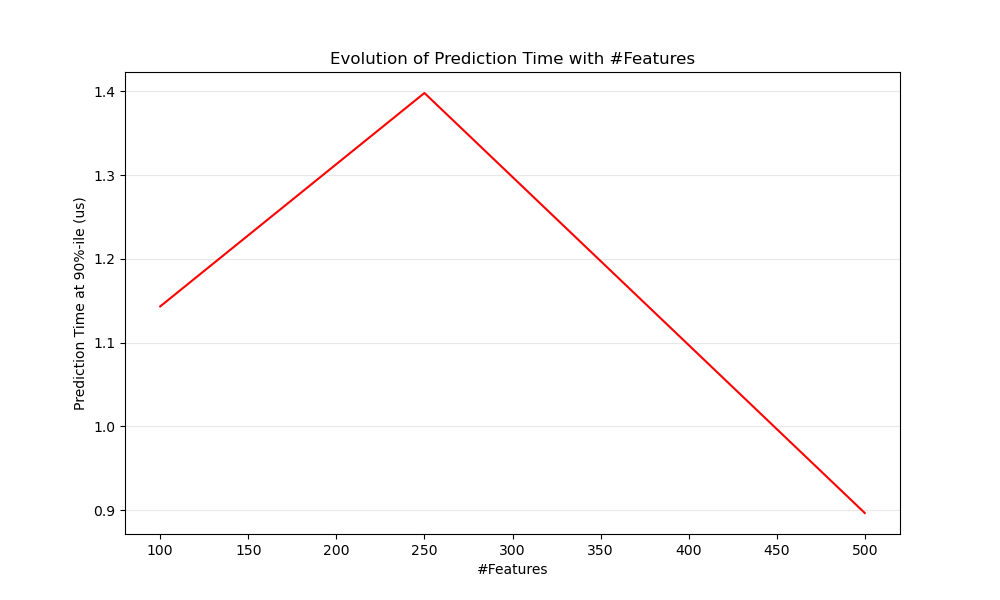 Evolution of Prediction Time with #Features
Prediction Time at 90%-ile (us)
1.4
1.3
1.2
1.1
1.0
0.9
100 150 200 250 300 350 400 450 500
#Features